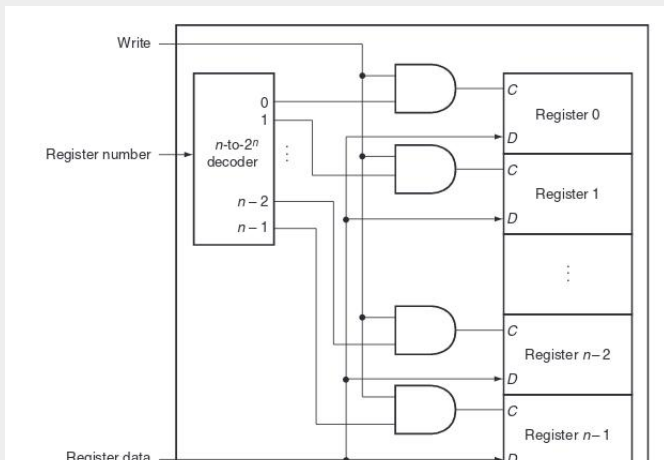 Write
0
1
n-to-2ⁿ
decoder
⋮
Register number
n – 2
n – 1
C
Register 0
D
C
Register 1
D
⋮
C
Register n – 2
D
C
Register n – 1
D
Register data